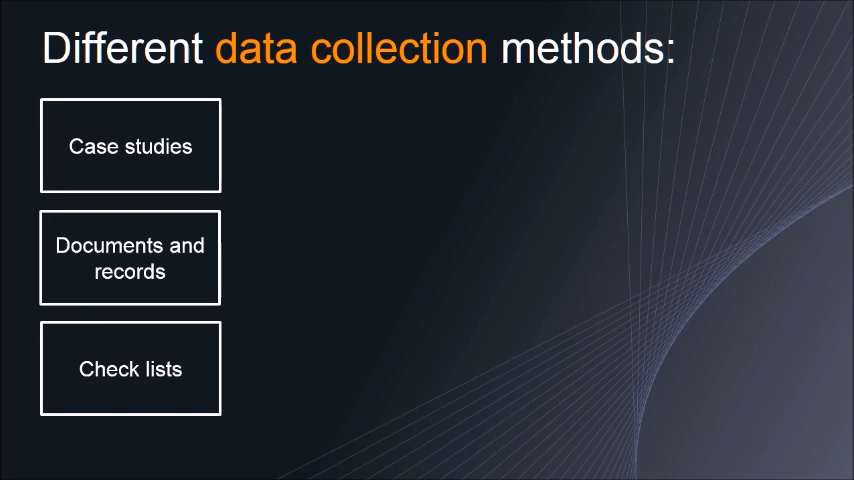 Different data collection methods:
Case studies
Documents and
records
Check lists